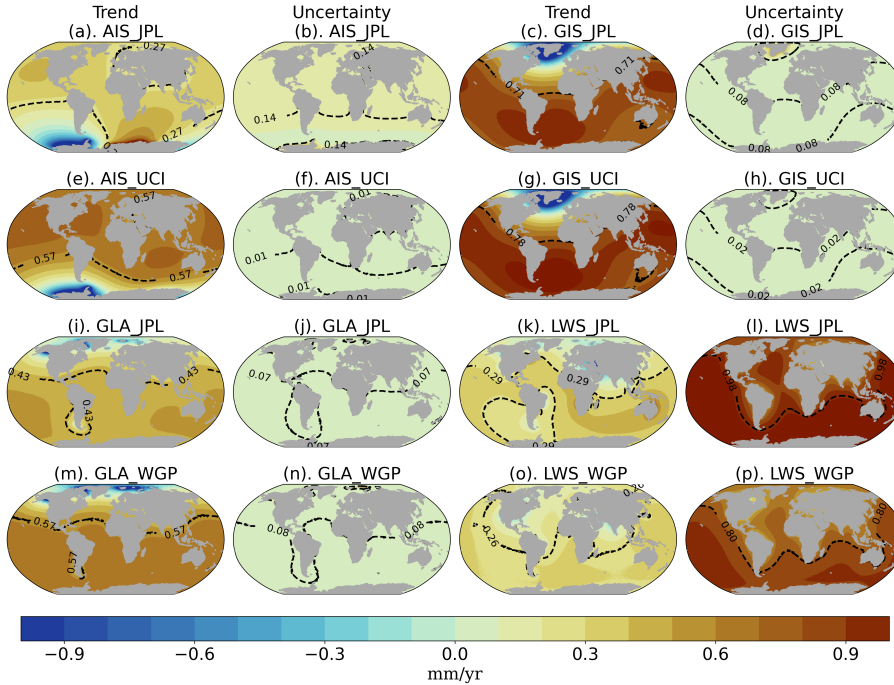 Trend Uncertainty Trend Uncertainty
(a). AIS_JPL (b). AIS_JPL (c). GIS_JPL (d). GIS_JPL
0.27 0.14 0.71 0.71 0.08 0.08
0.27 0.14 0.14 0.08 0.08
(e). AIS_UCI (f). AIS_UCI (g). GIS_UCI (h). GIS_UCI
0.57 0.01 0.78 0.78 0.02 0.02
0.57 0.57 0.01 0.01 0.02 0.02
(i). GLA_JPL (j). GLA_JPL (k). LWS_JPL (l). LWS_JPL
0.43 0.43 0.07 0.07 0.29 0.29 0.98 0.98
0.43 0.07 0.29
(m). GLA_WGP (n). GLA_WGP (o). LWS_WGP (p). LWS_WGP
0.57 0.57 0.08 0.08 0.26 0.26 0.80 0.80
0.57
−0.9 −0.6 −0.3 0.0 0.3 0.6 0.9
mm/yr